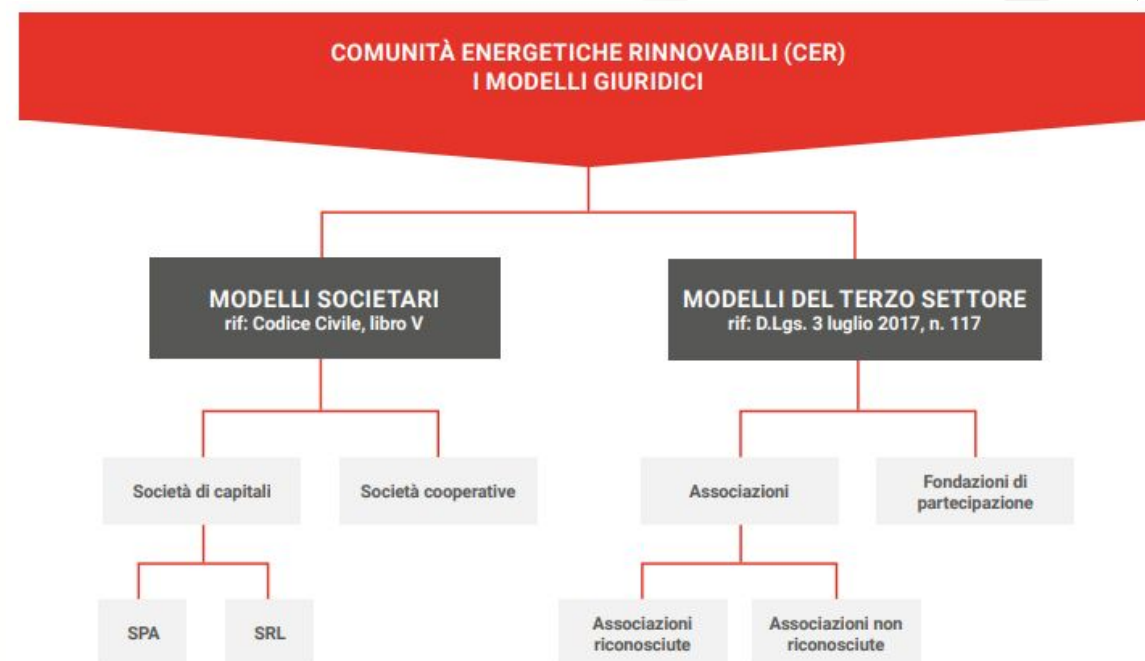 COMUNITÀ ENERGETICHE RINNOVABILI (CER)
I MODELLI GIURIDICI
MODELLI SOCIETARI
rif: Codice Civile, libro V
MODELLI DEL TERZO SETTORE
rif: D.Lgs. 3 luglio 2017, n. 117
Società di capitali
Società cooperative
Associazioni
Fondazioni di
partecipazione
SPA
SRL
Associazioni
riconosciute
Associazioni non
riconosciute